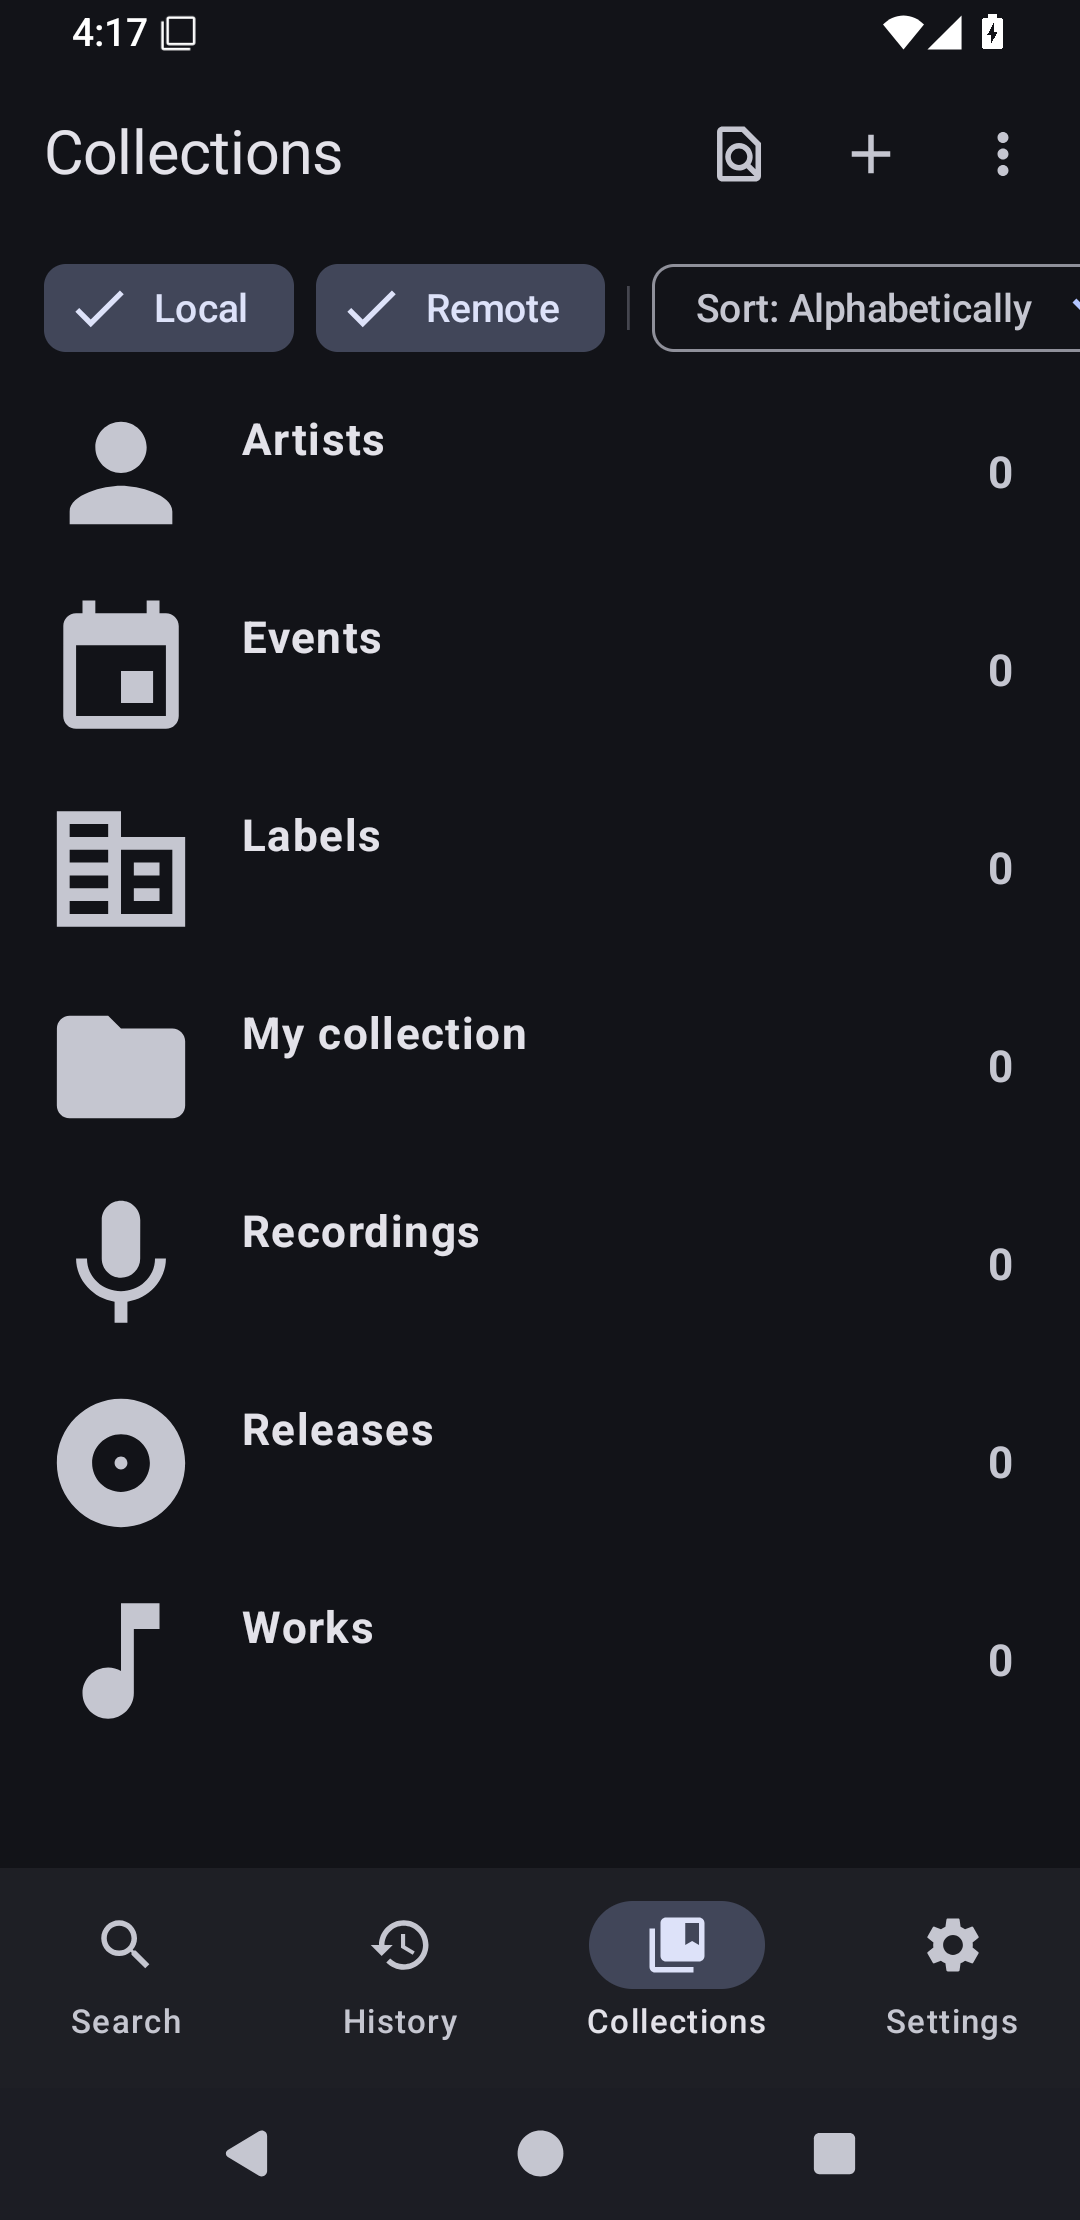 4:17
Collections
Local
Remote
Sort: Alphabetically
Artists
0
Events
0
Labels
0
My collection
0
Recordings
0
Releases
0
Works
0
Search
History
Collections
Settings